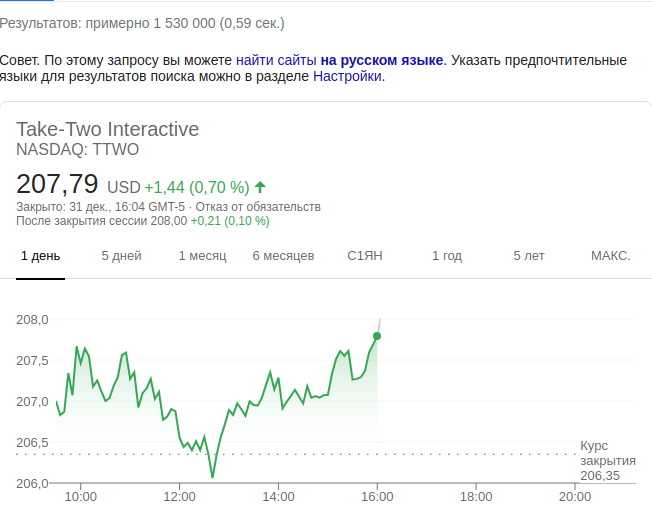 Результатов: примерно 1 530 000 (0,59 сек.)
Совет. По этому запросу вы можете найти сайты на русском языке. Указать предпочтительные
языки для результатов поиска можно в разделе Настройки.
Take-Two Interactive
NASDAQ: TTWO
207,79 USD +1,44 (0,70 %)
Закрыто: 31 дек., 16:04 GMT-5 · Отказ от обязательств
После закрытия сессии 208,00 +0,21 (0,10 %)
1 день 5 дней 1 месяц 6 месяцев С1ЯН 1 год 5 лет МАКС.
208,0
207,5
207,0
206,5
206,0
Курс
закрытия
206,35
10:00 12:00 14:00 16:00 18:00 20:00